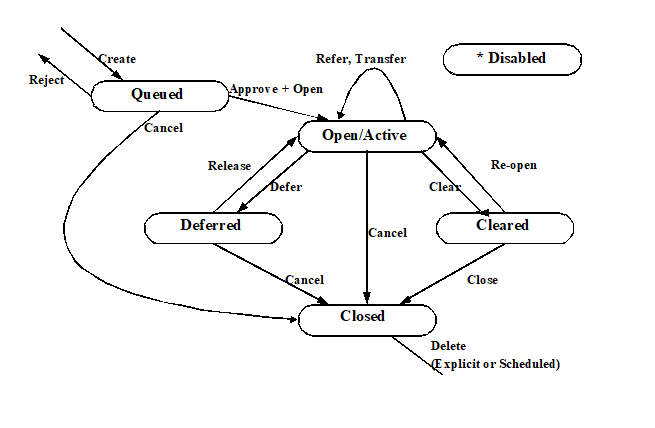 Create
Refer, Transfer
* Disabled
Reject
Queued
Approve + Open
Cancel
Open/Active
Release
Re-open
Defer
Clear
Deferred
Cancel
Cleared
Cancel
Close
Closed
Delete
(Explicit or Scheduled)